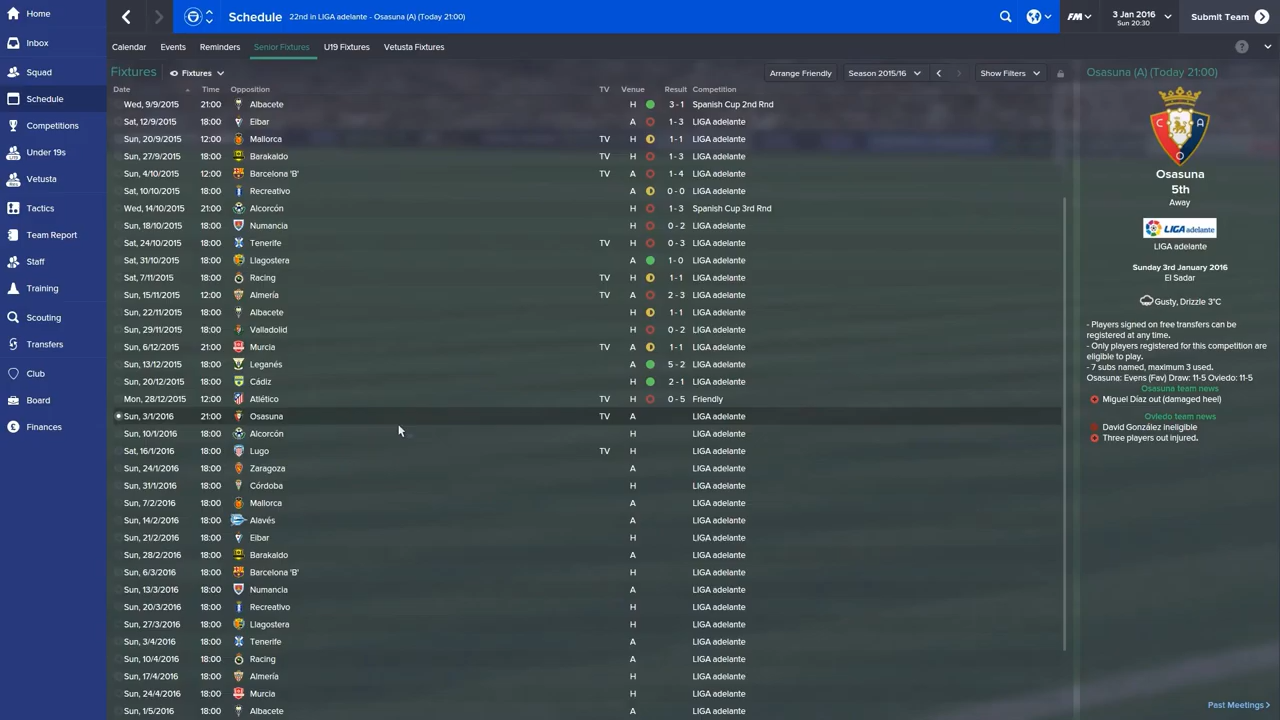 Home
Inbox
Squad
Schedule
Competitions
Under 19s
Vetusta
Tactics
Team Report
Staff
Training
Scouting
Transfers
Club
Board
Finances
Schedule
22nd in LIGA adelante - Osasuna (A) (Today 21:00)
FM
3 Jan 2016
Sun 20:30
Submit Team
Calendar Events Reminders Senior Fixtures U19 Fixtures Vetusta Fixtures
Fixtures Fixtures Arrange Friendly Season 2015/16 Show Filters
Date Time Opposition TV Venue Result Competition
Wed, 9/9/2015 21:00 Albacete H 3 - 1 Spanish Cup 2nd Rnd
Sat, 12/9/2015 18:00 Eibar A 1 - 3 LIGA adelante
Sun, 20/9/2015 12:00 Mallorca TV H 1 - 1 LIGA adelante
Sun, 27/9/2015 18:00 Barakaldo TV H 1 - 3 LIGA adelante
Sun, 4/10/2015 12:00 Barcelona 'B' TV A 1 - 4 LIGA adelante
Sat, 10/10/2015 18:00 Recreativo A 0 - 0 LIGA adelante
Wed, 14/10/2015 21:00 Alcorcón H 1 - 3 Spanish Cup 3rd Rnd
Sun, 18/10/2015 18:00 Numancia H 0 - 2 LIGA adelante
Sat, 24/10/2015 18:00 Tenerife TV H 0 - 3 LIGA adelante
Sat, 31/10/2015 18:00 Llagostera A 1 - 0 LIGA adelante
Sat, 7/11/2015 18:00 Racing TV H 1 - 1 LIGA adelante
Sun, 15/11/2015 12:00 Almería TV A 2 - 3 LIGA adelante
Sun, 22/11/2015 18:00 Albacete H 1 - 1 LIGA adelante
Sun, 29/11/2015 18:00 Valladolid H 0 - 2 LIGA adelante
Sun, 6/12/2015 21:00 Murcia TV A 1 - 1 LIGA adelante
Sun, 13/12/2015 18:00 Leganés A 5 - 2 LIGA adelante
Sun, 20/12/2015 18:00 Cádiz H 2 - 1 LIGA adelante
Mon, 28/12/2015 12:00 Atlético TV H 0 - 5 Friendly
Sun, 3/1/2016 21:00 Osasuna TV A LIGA adelante
Sun, 10/1/2016 18:00 Alcorcón H LIGA adelante
Sat, 16/1/2016 18:00 Lugo TV H LIGA adelante
Sun, 24/1/2016 18:00 Zaragoza A LIGA adelante
Sun, 31/1/2016 18:00 Córdoba H LIGA adelante
Sun, 7/2/2016 18:00 Mallorca A LIGA adelante
Sun, 14/2/2016 18:00 Alavés A LIGA adelante
Sun, 21/2/2016 18:00 Eibar H LIGA adelante
Sun, 28/2/2016 18:00 Barakaldo A LIGA adelante
Sun, 6/3/2016 18:00 Barcelona 'B' H LIGA adelante
Sun, 13/3/2016 18:00 Numancia A LIGA adelante
Sun, 20/3/2016 18:00 Recreativo H LIGA adelante
Sun, 27/3/2016 18:00 Llagostera H LIGA adelante
Sun, 3/4/2016 18:00 Tenerife A LIGA adelante
Sun, 10/4/2016 18:00 Racing A LIGA adelante
Sun, 17/4/2016 18:00 Almería H LIGA adelante
Sun, 24/4/2016 18:00 Murcia H LIGA adelante
Sun, 1/5/2016 18:00 Albacete A LIGA adelante
Osasuna (A) (Today 21:00)
C A
O
Osasuna
5th
Away
LIGA adelante
LIGA adelante
Sunday 3rd January 2016
El Sadar
Gusty, Drizzle 3°C
- Players signed on free transfers can be
registered at any time.
- Only players registered for this competition are
eligible to play.
- 7 subs named, maximum 3 used.
Osasuna: Evens (Fav) Draw: 11-5 Oviedo: 11-5
Osasuna team news
Miguel Díaz out (damaged heel)
Oviedo team news
David González ineligible
Three players out injured.
Past Meetings >